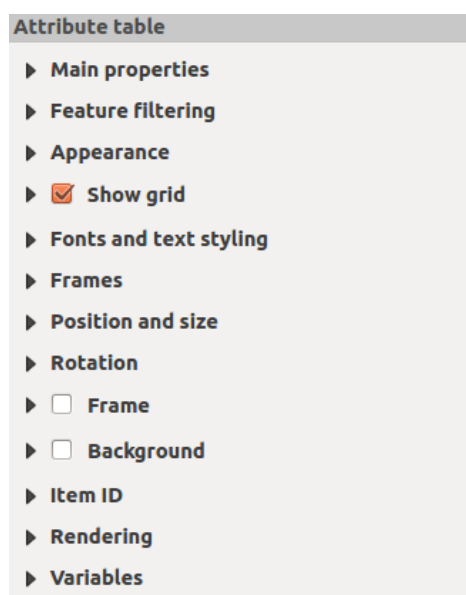 Attribute table
Main properties
Feature filtering
Appearance
Show grid
Fonts and text styling
Frames
Position and size
Rotation
Frame
Background
Item ID
Rendering
Variables